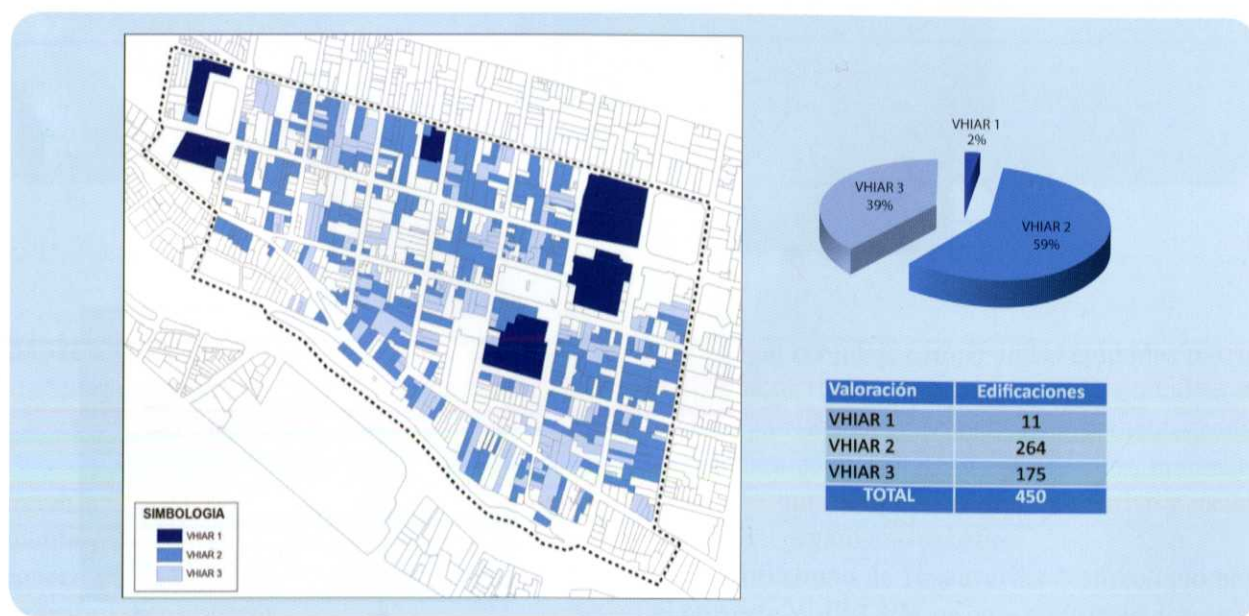 SIMBOLOGIA
VHIAR 1
VHIAR 2
VHIAR 3
VHIAR 1
2%
VHIAR 3
39%
VHIAR 2
59%
Valoración Edificaciones
VHIAR 1 11
VHIAR 2 264
VHIAR 3 175
TOTAL 450